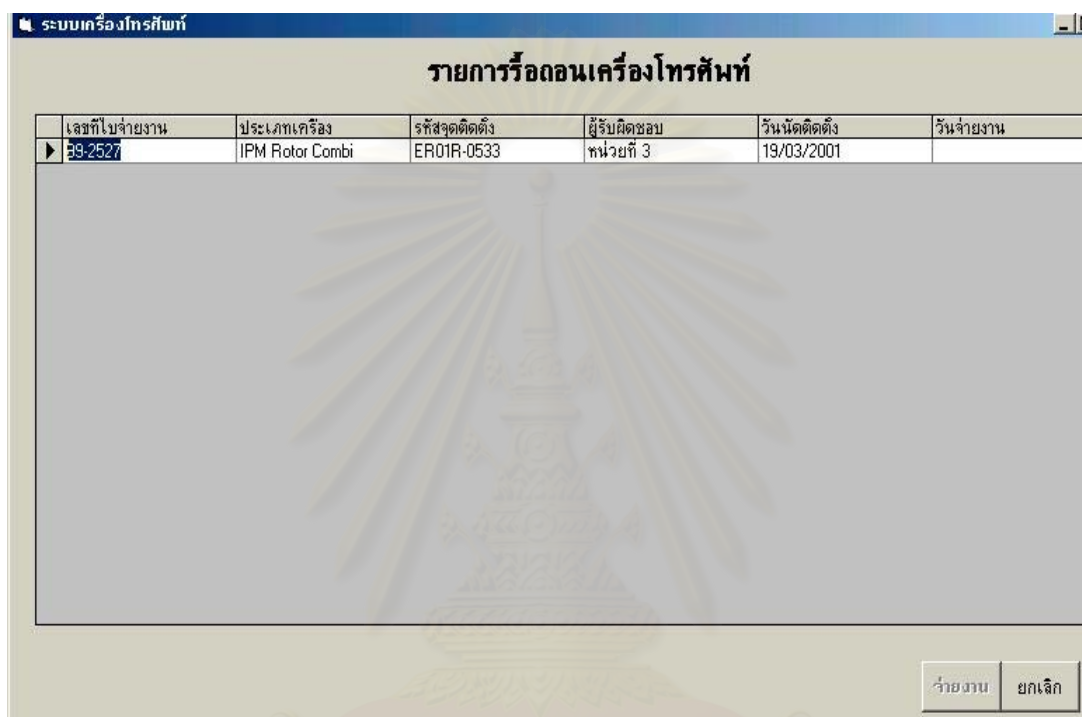 ระบบเครื่องโทรศัพท์
รายการรื้อถอนเครื่องโทรศัพท์
เลขที่ใบจ่ายงาน ประเภทเครื่อง รหัสจุดติดตั้ง ผู้รับผิดชอบ วันนัดติดตั้ง วันจ่ายงาน
39-2527 IPM Rotor Combi ER01R-0533 หน่วยที่ 3 19/03/2001
จ่ายงาน ยกเลิก